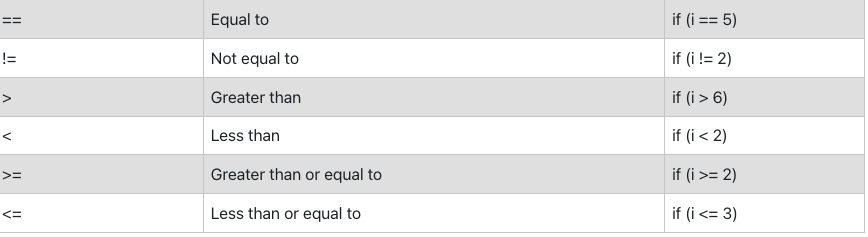 == Equal to if (i == 5)
!= Not equal to if (i != 2)
> Greater than if (i > 6)
< Less than if (i < 2)
>= Greater than or equal to if (i >= 2)
<= Less than or equal to if (i <= 3)